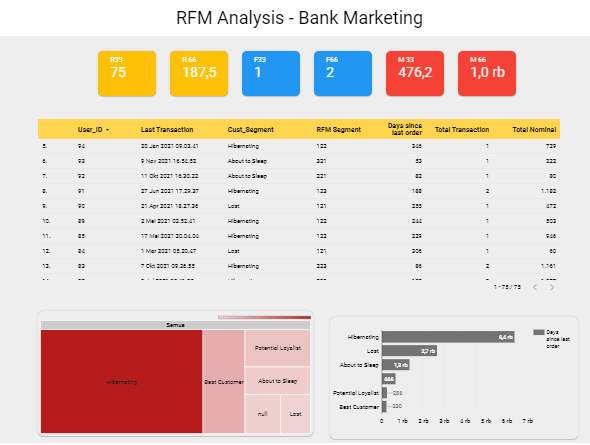 RFM Analysis - Bank Marketing
R33 R 66 F33 F66 M 33 M 66
75 187,5 1 2 476,2 1,0 rb
User_ID Last Transaction Cust_Segment RFM Segment Days since last order Total Transaction Total Nominal
5. 94 20 Jan 2021 09.03.41 Hibernating 122 346 1 729
6. 93 9 Nov 2021 16.54.52 About to Sleep 321 53 1 222
7. 92 11 Okt 2021 16.30.22 About to Sleep 221 82 1 80
8. 91 27 Jun 2021 17.29.37 Hibernating 123 188 2 1.182
9. 90 21 Apr 2021 18.27.36 Lost 121 255 1 472
10. 89 2 Mei 2021 02.52.41 Hibernating 122 244 1 503
11. 85 17 Mei 2021 20.04.04 Hibernating 122 229 1 946
12. 84 1 Mar 2021 05.20.47 Lost 121 306 1 60
13. 83 7 Okt 2021 09.26.55 Hibernating 223 86 2 1.161
1 - 75 / 75
Semua
Hibernating
Best Customer
Potential Loyalist
About to Sleep
null Lost
Days since last order
Hibernating 6,4 rb
Lost 2,7 rb
About to Sleep 1,3 rb
666
Potential Loyalist
Best Customer 230
0 1 rb 2 rb 3 rb 4 rb 5 rb 6 rb 7 rb